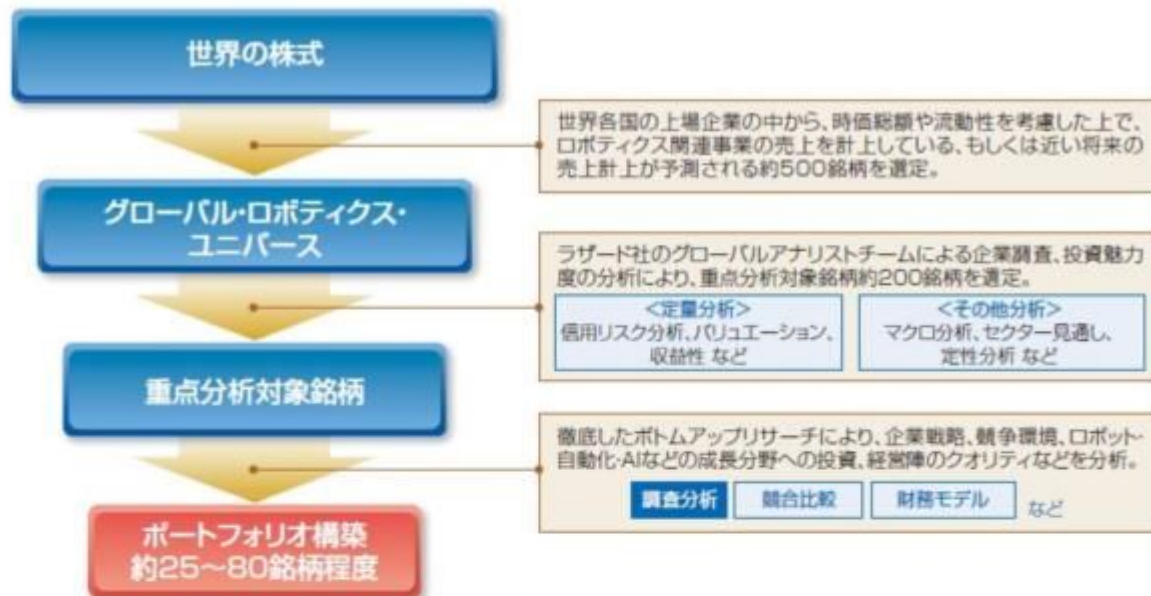 世界の株式
世界各国の上場企業の中から、時価総額や流動性を考慮した上で、
ロボティクス関連事業の売上を計上している、もしくは近い将来の
売上計上が予測される約500銘柄を選定。
グローバル・ロボティクス・
ユニバース
ラザード社のグローバルアナリストチームによる企業調査、投資魅力
度の分析により、重点分析対象銘柄約200銘柄を選定。
<定量分析>
信用リスク分析、バリュエーション、
収益性 など
<その他分析>
マクロ分析、セクター見通し、
定性分析 など
重点分析対象銘柄
徹底したボトムアップリサーチにより、企業戦略、競争環境、ロボット・
自動化・AIなどの成長分野への投資、経営陣のクオリティなどを分析。
調査分析
競合比較
財務モデル
など
ポートフォリオ構築
約25～80銘柄程度